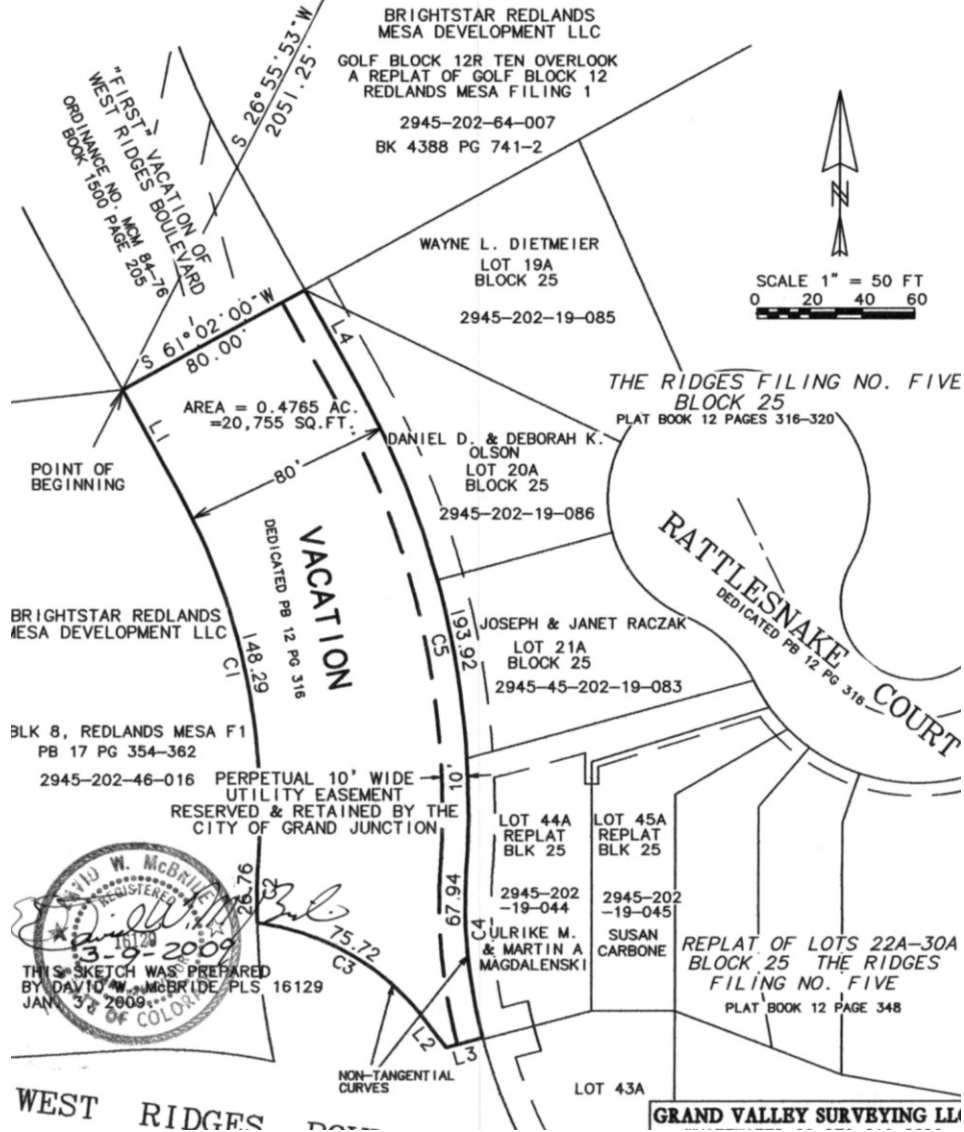 BRIGHTSTAR REDLANDS
MESA DEVELOPMENT LLC
GOLF BLOCK 12R TEN OVERLOOK
A REPLAT OF GOLF BLOCK 12
REDLANDS MESA FILING 1
2945-202-64-007
BK 4388 PG 741-2
S 26°55'53" W
2051.25'
"FIRST" VACATION OF
WEST RIDGES BOULEVARD
ORDINANCE NO. MCM 84-76
BOOK 1500 PAGE 205
N
SCALE 1" = 50 FT
0 20 40 60
WAYNE L. DIETMEIER
LOT 19A
BLOCK 25
2945-202-19-085
S 61°02'00" W
80.00'
L4
L1
AREA = 0.4765 AC.
=20,755 SQ.FT.
POINT OF
BEGINNING
80'
THE RIDGES FILING NO. FIVE
BLOCK 25
PLAT BOOK 12 PAGES 316-320
DANIEL D. & DEBORAH K.
OLSON
LOT 20A
BLOCK 25
2945-202-19-086
VACATION
DEDICATED PB 12 PG 316
RATTLESNAKE COURT
DEDICATED PB 12 PG 316
BRIGHTSTAR REDLANDS
MESA DEVELOPMENT LLC
148.29
C1
193.92
C5
JOSEPH & JANET RACZAK
LOT 21A
BLOCK 25
2945-45-202-19-083
BLK 8, REDLANDS MESA F1
PB 17 PG 354-362
2945-202-46-016
PERPETUAL 10' WIDE
UTILITY EASEMENT
RESERVED & RETAINED BY THE
CITY OF GRAND JUNCTION
10'
LOT 44A
REPLAT
BLK 25
2945-202
-19-044
ULRIKE M.
& MARTIN A
MAGDALENSKI
LOT 45A
REPLAT
BLK 25
2945-202
-19-045
SUSAN
CARBONE
67.94
C4
26.76
C2
75.72
C3
L2
L3
DAVID W. McBRIDE
REGISTERED
16129
3-9-2009
OF COLORADO
THIS SKETCH WAS PREPARED
BY DAVID W. McBRIDE PLS 16129
JAN 3, 2009
NON-TANGENTIAL
CURVES
REPLAT OF LOTS 22A-30A
BLOCK 25 THE RIDGES
FILING NO. FIVE
PLAT BOOK 12 PAGE 348
LOT 43A
WEST RIDGES
GRAND VALLEY SURVEYING LLC